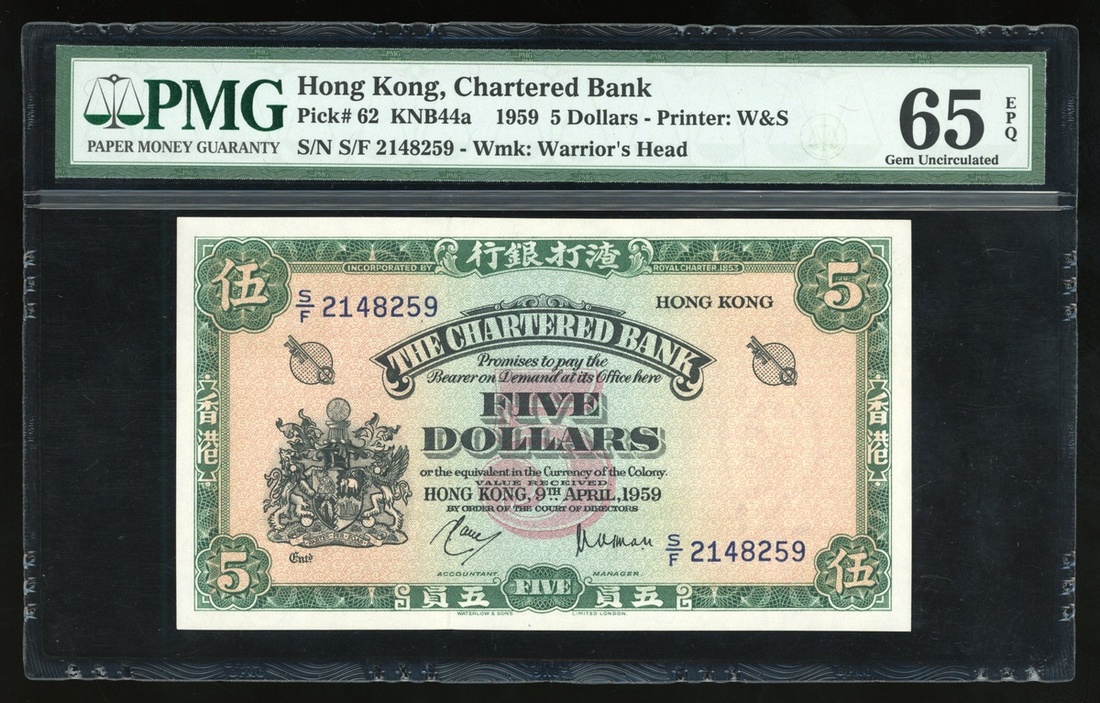 PMG
PAPER MONEY GUARANTY
Hong Kong, Chartered Bank
Pick# 62 KNB44a 1959 5 Dollars - Printer: W&S
S/N S/F 2148259 - Wmk: Warrior's Head
65 EPQ
Gem Uncirculated
行銀打渣
INCORPORATED BY ROYAL CHARTER, 1853
伍 5
S/F 2148259 HONG KONG
THE CHARTERED BANK
Promises to pay the
Bearer on Demand at its Office here
5
FIVE
DOLLARS
香港 香港
or the equivalent in the Currency of the Colony.
VALUE RECEIVED
HONG KONG, 9TH APRIL, 1959
BY ORDER OF THE COURT OF DIRECTORS
Entd
S/F 2148259
ACCOUNTANT. MANAGER.
5 伍
員五 FIVE 員五
WATERLOW & SONS LIMITED LONDON.